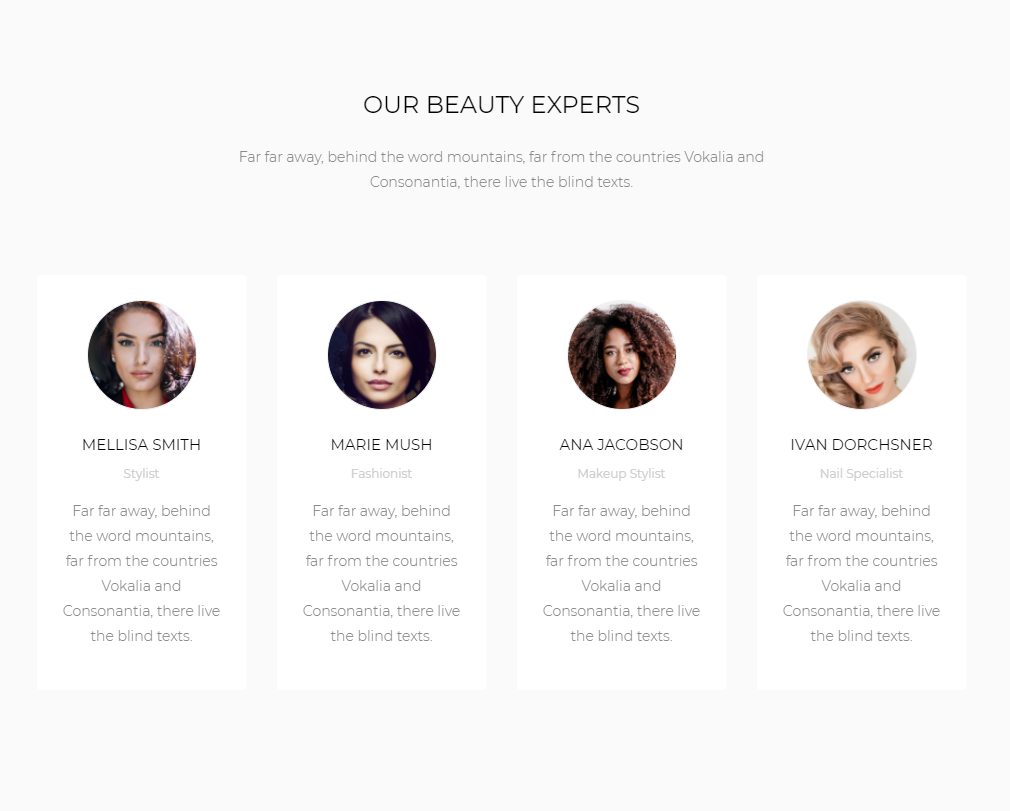 OUR BEAUTY EXPERTS
Far far away, behind the word mountains, far from the countries Vokalia and
Consonantia, there live the blind texts.
MELLISA SMITH
Stylist
Far far away, behind
the word mountains,
far from the countries
Vokalia and
Consonantia, there live
the blind texts.
MARIE MUSH
Fashionist
Far far away, behind
the word mountains,
far from the countries
Vokalia and
Consonantia, there live
the blind texts.
ANA JACOBSON
Makeup Stylist
Far far away, behind
the word mountains,
far from the countries
Vokalia and
Consonantia, there live
the blind texts.
IVAN DORCHSNER
Nail Specialist
Far far away, behind
the word mountains,
far from the countries
Vokalia and
Consonantia, there live
the blind texts.